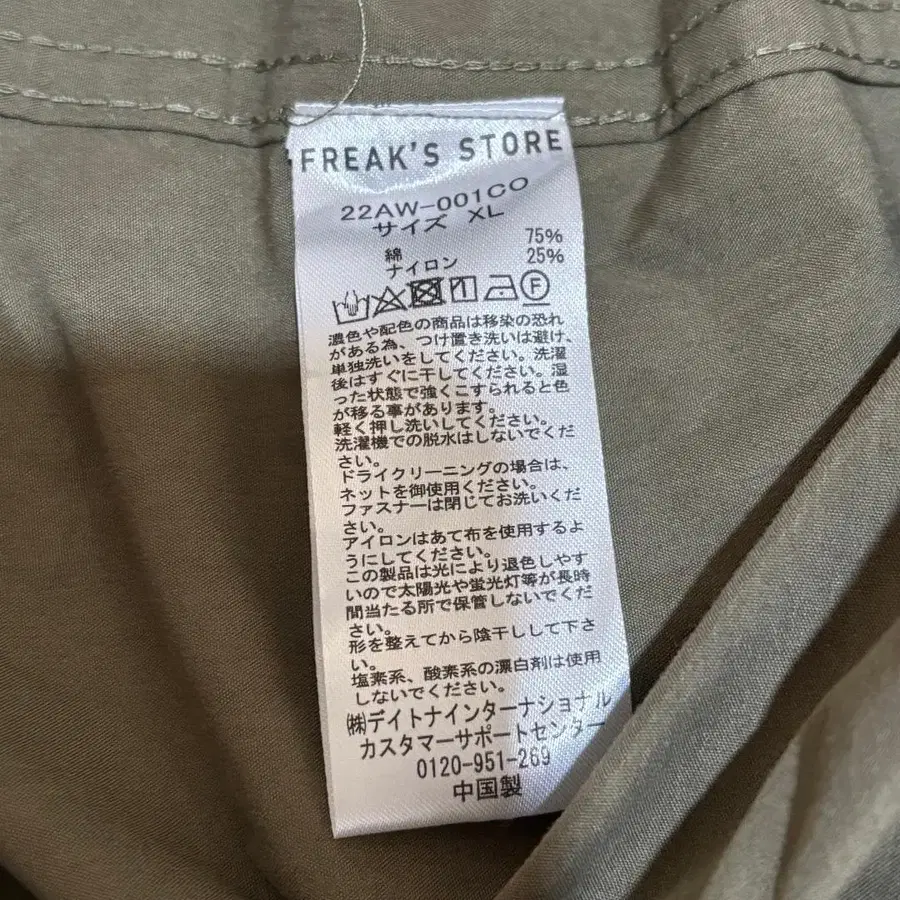 FREAK'S STORE
22AW-001CO
サイズ XL
綿 75%
ナイロン 25%
F
濃色や配色の商品は移染の恐れ
がある為、つけ置き洗いは避け、
単独洗いをしてください。洗濯
後はすぐに干してください。湿
った状態で強くこすられると色
が移る事があります。
軽く押し洗いしてください。
洗濯機での脱水はしないでくだ
さい。
ドライクリーニングの場合は、
ネットを御使用ください。
ファスナーは閉じてお洗いくだ
さい。
アイロンはあて布を使用するよ
うにしてください。
この製品は光により退色しやす
いので太陽光や蛍光灯等が長時
間当たる所で保管しないでくだ
さい。
形を整えてから陰干しして下さ
い。
塩素系、酸素系の漂白剤は使用
しないでください。
㈱デイトナインターナショナル
カスタマーサポートセンター
0120-951-269
中国製